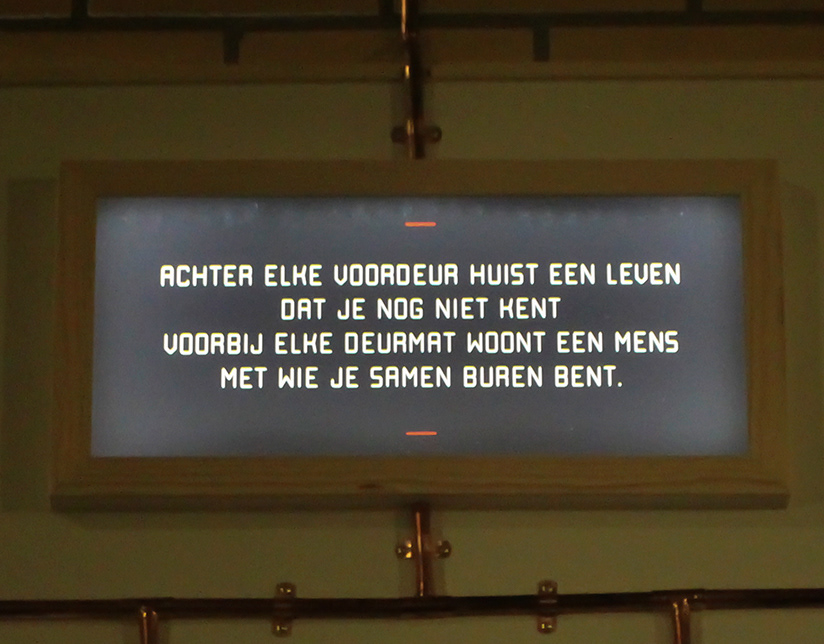 ACHTER ELKE VOORDEUR HUIST EEN LEVEN
DAT JE NOG NIET KENT
VOORBIJ ELKE DEURMAT WOONT EEN MENS
MET WIE JE SAMEN BUREN BENT.